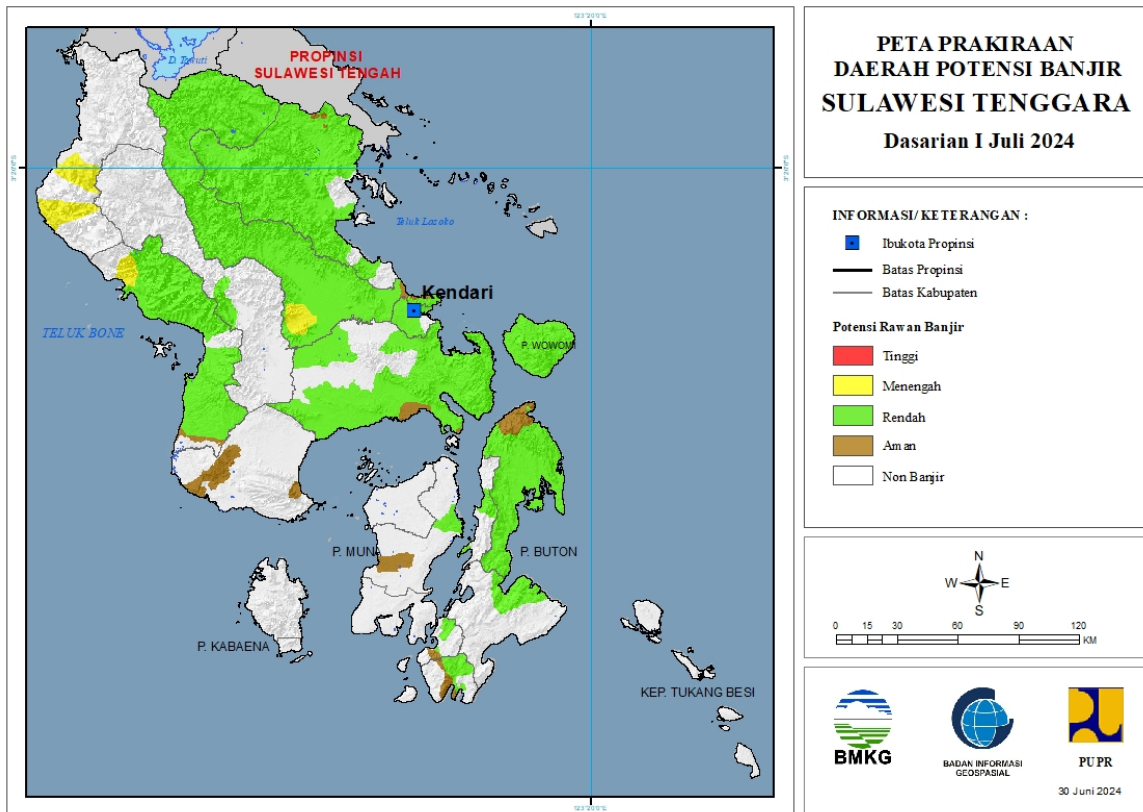 PETA PRAKIRAAN
DAERAH POTENSI BANJIR
SULAWESI TENGGARA
Dasarian I Juli 2024
INFORMASI/ KETERANGAN :
Ibukota Propinsi
Batas Propinsi
Batas Kabupaten
Potensi Rawan Banjir
Tinggi
Menengah
Rendah
Aman
Non Banjir
N
W E
S
0 15 30 60 90 120
KM
BMKG
BADAN INFORMASI
GEOSPASIAL
PUPR
30 Juni 2024
PROPINSI
SULAWESI TENGAH
Kendari
TELUK BONE
P. WOWONI
P. MUNA
P. BUTON
P. KABAENA
KEP. TUKANG BESI